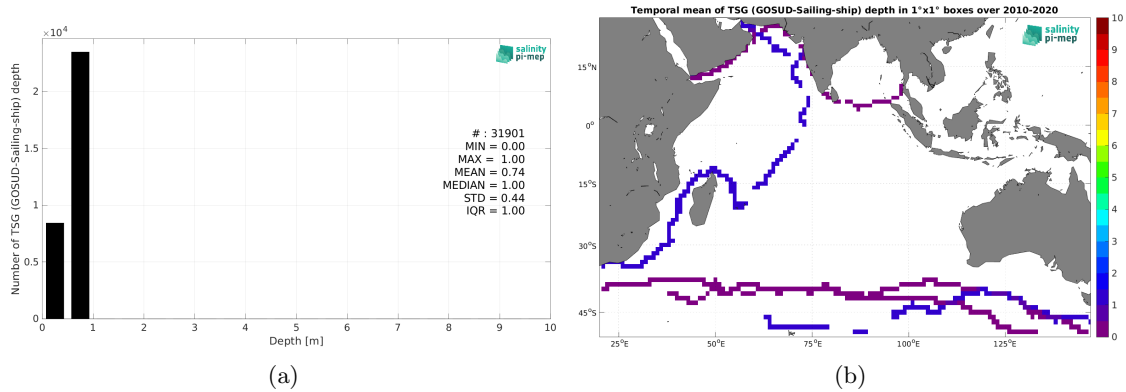 ×10⁴
salinity
pi-mep
# : 31901
MIN = 0.00
MAX = 1.00
MEAN = 0.74
MEDIAN = 1.00
STD = 0.44
IQR = 1.00
Number of TSG (GOSUD-Sailing-ship) depth
2
1.5
1
0.5
0
0 1 2 3 4 5 6 7 8 9 10
Depth [m]
(a)
Temporal mean of TSG (GOSUD-Sailing-ship) depth in 1°x1° boxes over 2010-2020
salinity
pi-mep
15°N
0°
15°S
30°S
45°S
25°E 50°E 75°E 100°E 125°E
10
9
8
7
6
5
4
3
2
1
0
(b)